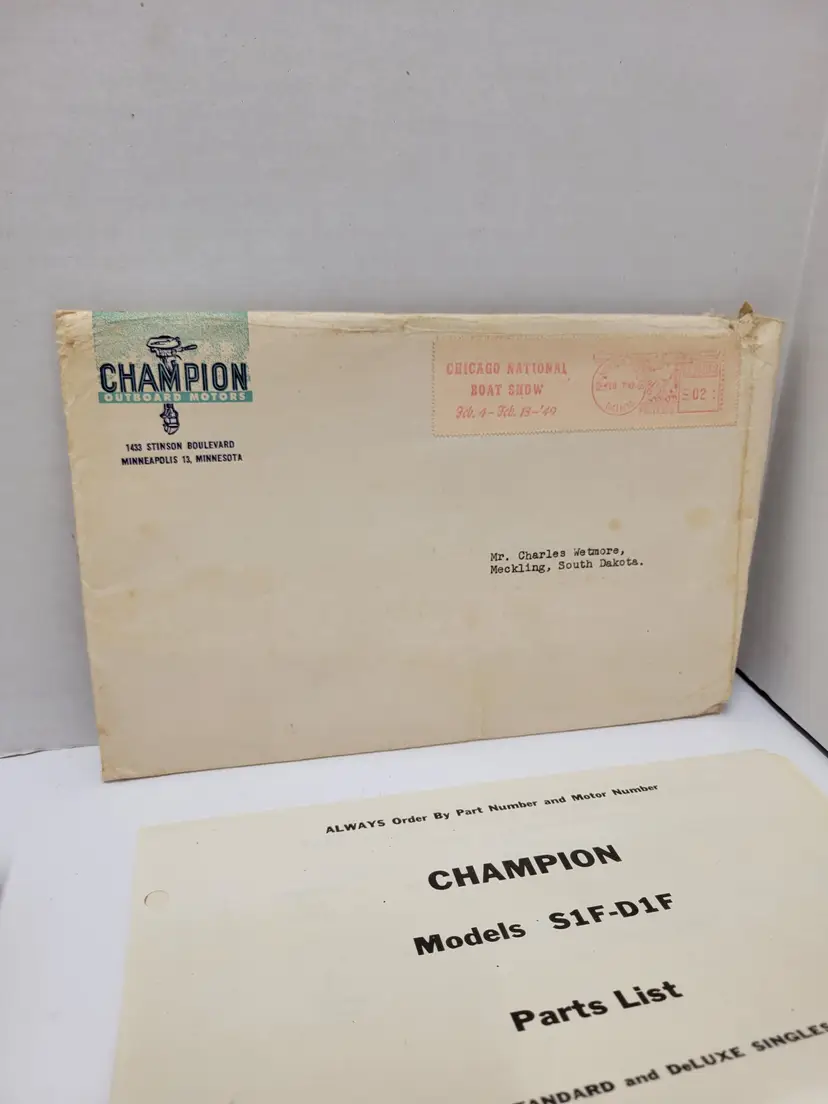 CHAMPION
OUTBOARD MOTORS
1433 STINSON BOULEVARD
MINNEAPOLIS 13, MINNESOTA
CHICAGO NATIONAL
BOAT SHOW
Feb. 4 - Feb. 13 - '49
02
Mr. Charles Wetmore,
Meckling, South Dakota.
ALWAYS Order By Part Number and Motor Number
CHAMPION
Models S1F-D1F
Parts List
TANDARD and DeLUXE SINGLES